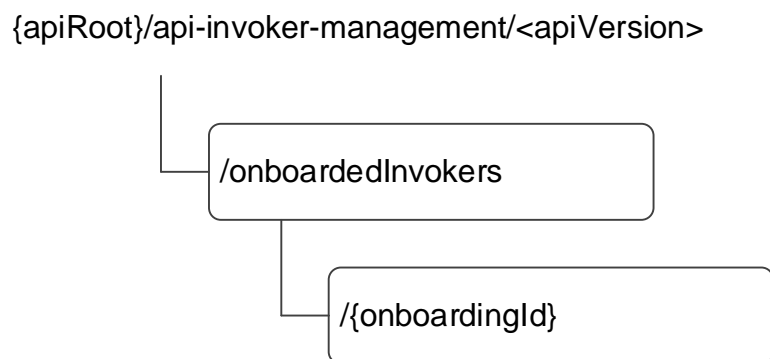 {apiRoot}/api-invoker-management/<apiVersion>
/onboardedInvokers
/{onboardingId}